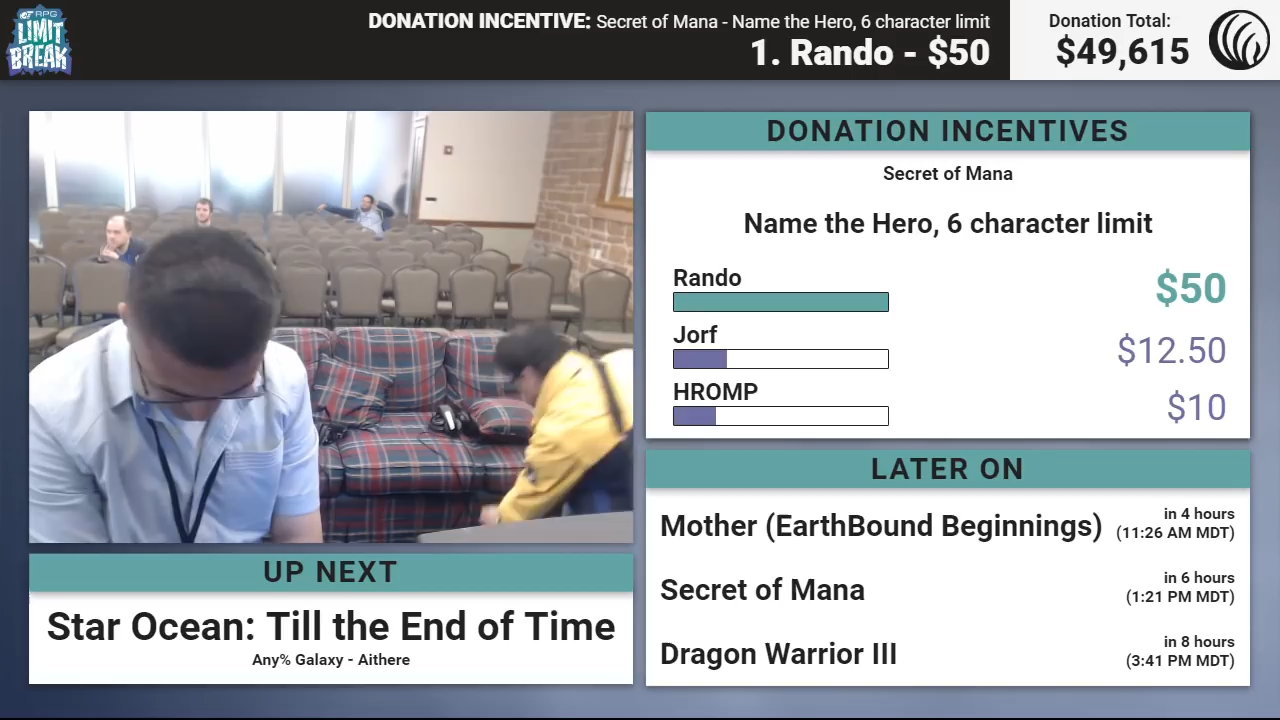 RPG
LIMIT
BREAK
DONATION INCENTIVE: Secret of Mana - Name the Hero, 6 character limit
1. Rando - $50
Donation Total:
$49,615
DONATION INCENTIVES
Secret of Mana
Name the Hero, 6 character limit
Rando $50
Jorf $12.50
HROMP $10
UP NEXT
Star Ocean: Till the End of Time
Any% Galaxy - Aithere
LATER ON
Mother (EarthBound Beginnings) in 4 hours
(11:26 AM MDT)
Secret of Mana in 6 hours
(1:21 PM MDT)
Dragon Warrior III in 8 hours
(3:41 PM MDT)